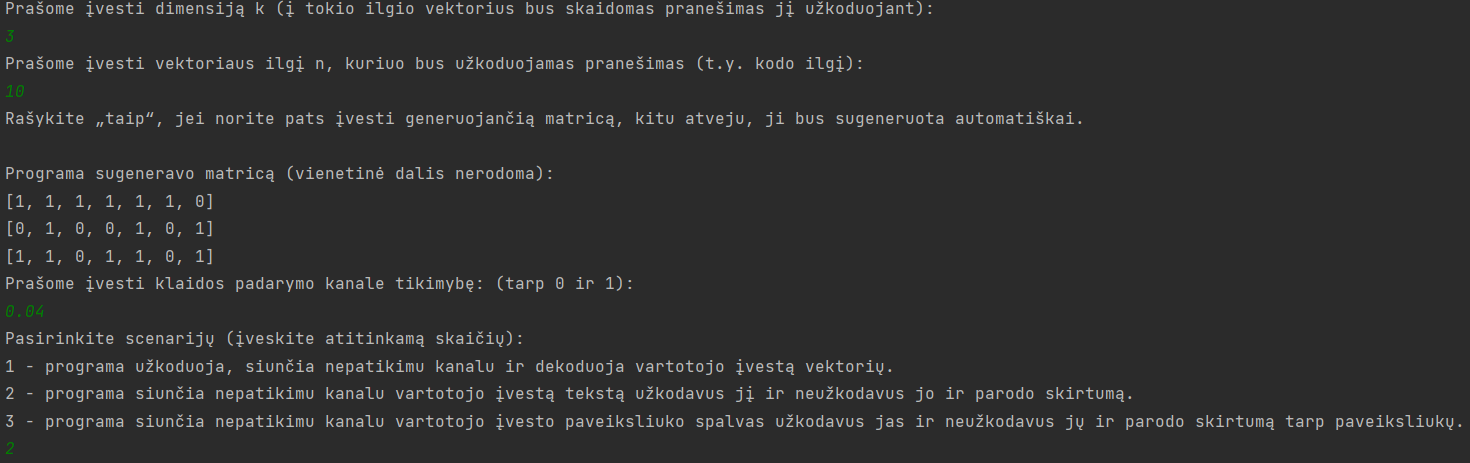 Prašome įvesti dimensiją k (į tokio ilgio vektorius bus skaidomas pranešimas jį užkoduojant):
3
Prašome įvesti vektoriaus ilgį n, kuriuo bus užkoduojamas pranešimas (t.y. kodo ilgį):
10
Rašykite „taip“, jei norite pats įvesti generuojančią matricą, kitu atveju, ji bus sugeneruota automatiškai.
Programa sugeneravo matricą (vienetinė dalis nerodoma):
[1, 1, 1, 1, 1, 1, 0]
[0, 1, 0, 0, 1, 0, 1]
[1, 1, 0, 1, 1, 0, 1]
Prašome įvesti klaidos padarymo kanale tikimybę: (tarp 0 ir 1):
0.04
Pasirinkite scenarijų (įveskite atitinkamą skaičių):
1 - programa užkoduoja, siunčia nepatikimu kanalu ir dekoduoja vartotojo įvestą vektorių.
2 - programa siunčia nepatikimu kanalu vartotojo įvestą tekstą užkodavus jį ir neužkodavus jo ir parodo skirtumą.
3 - programa siunčia nepatikimu kanalu vartotojo įvesto paveiksliuko spalvas užkodavus jas ir neužkodavus jų ir parodo skirtumą tarp paveiksliukų.
2